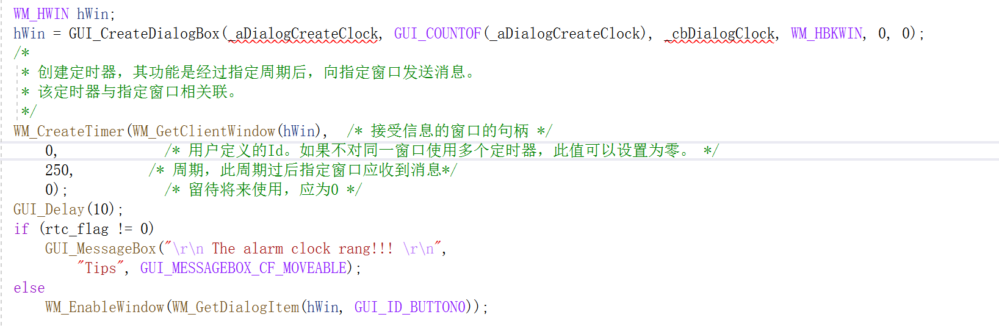 WM_HWIN hWin;
hWin = GUI_CreateDialogBox(_aDialogCreateClock, GUI_COUNTOF(_aDialogCreateClock), _cbDialogClock, WM_HBKWIN, 0, 0);
/*
* 创建定时器，其功能是经过指定周期后，向指定窗口发送消息。
* 该定时器与指定窗口相关联。
*/
WM_CreateTimer(WM_GetClientWindow(hWin), /* 接受信息的窗口的句柄 */
0, /* 用户定义的Id。如果不对同一窗口使用多个定时器，此值可以设置为零。 */
250, /* 周期，此周期过后指定窗口应收到消息*/
0); /* 留待将来使用，应为0 */
GUI_Delay(10);
if (rtc_flag != 0)
GUI_MessageBox("\r\n The alarm clock rang!!! \r\n",
"Tips", GUI_MESSAGEBOX_CF_MOVEABLE);
else
WM_EnableWindow(WM_GetDialogItem(hWin, GUI_ID_BUTTON0));